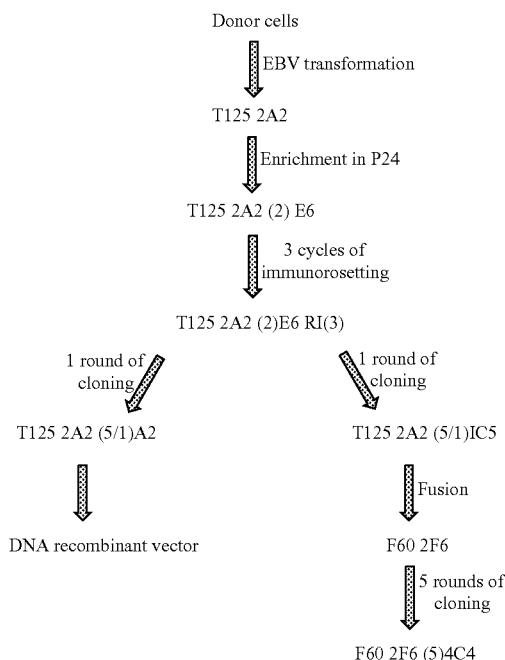 Donor cells
EBV transformation
T125 2A2
Enrichment in P24
T125 2A2 (2) E6
3 cycles of
immunorosetting
T125 2A2 (2)E6 RI(3)
1 round of
cloning
1 round of
cloning
T125 2A2 (5/1)A2
T125 2A2 (5/1)IC5
Fusion
DNA recombinant vector
F60 2F6
5 rounds of
cloning
F60 2F6 (5)4C4